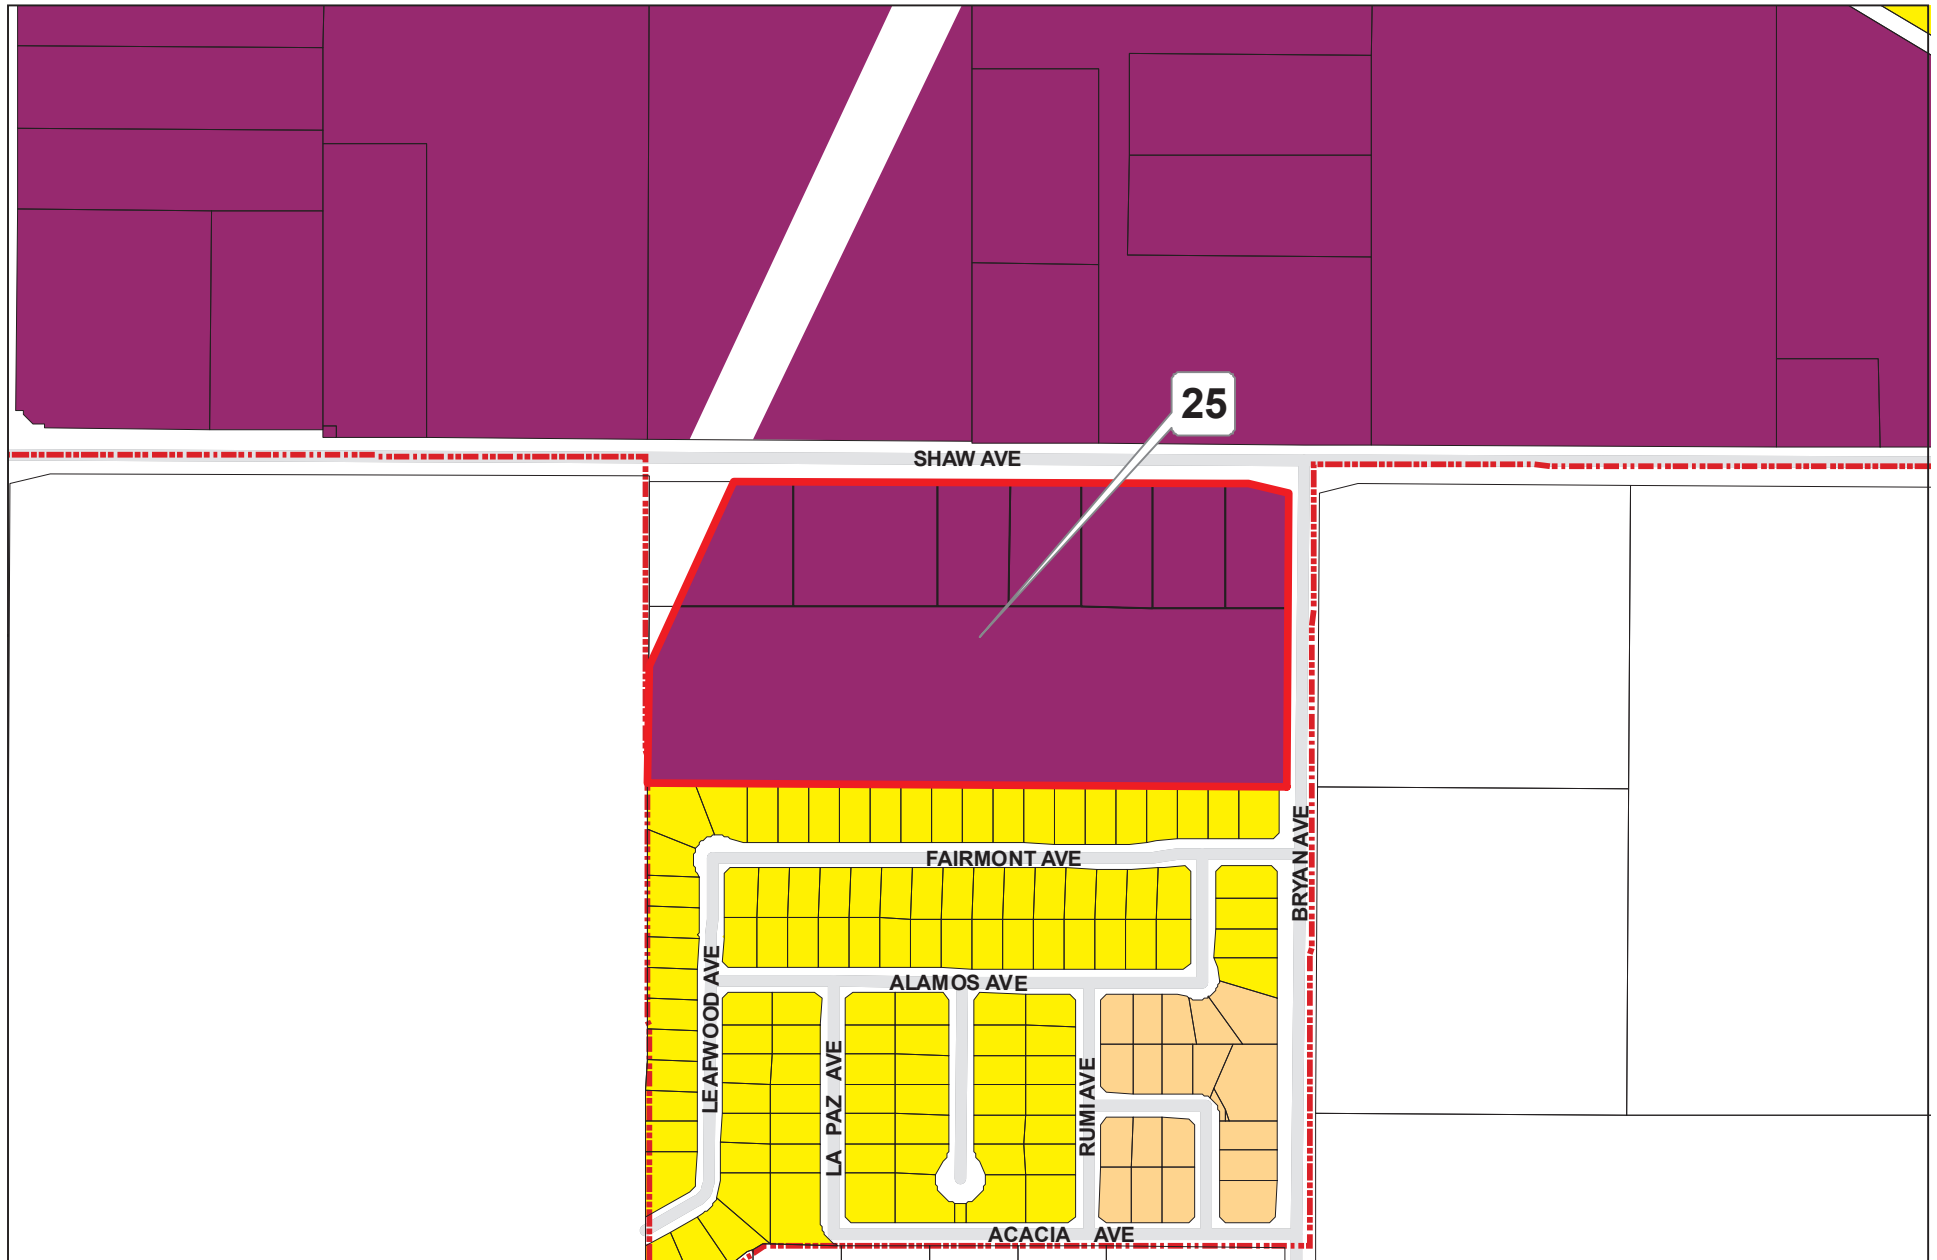 25
SHAW AVE
FAIRMONT AVE
BRYAN AVE
ALAMOS AVE
LEAFWOOD AVE
LA PAZ AVE
RUMI AVE
ACACIA AVE